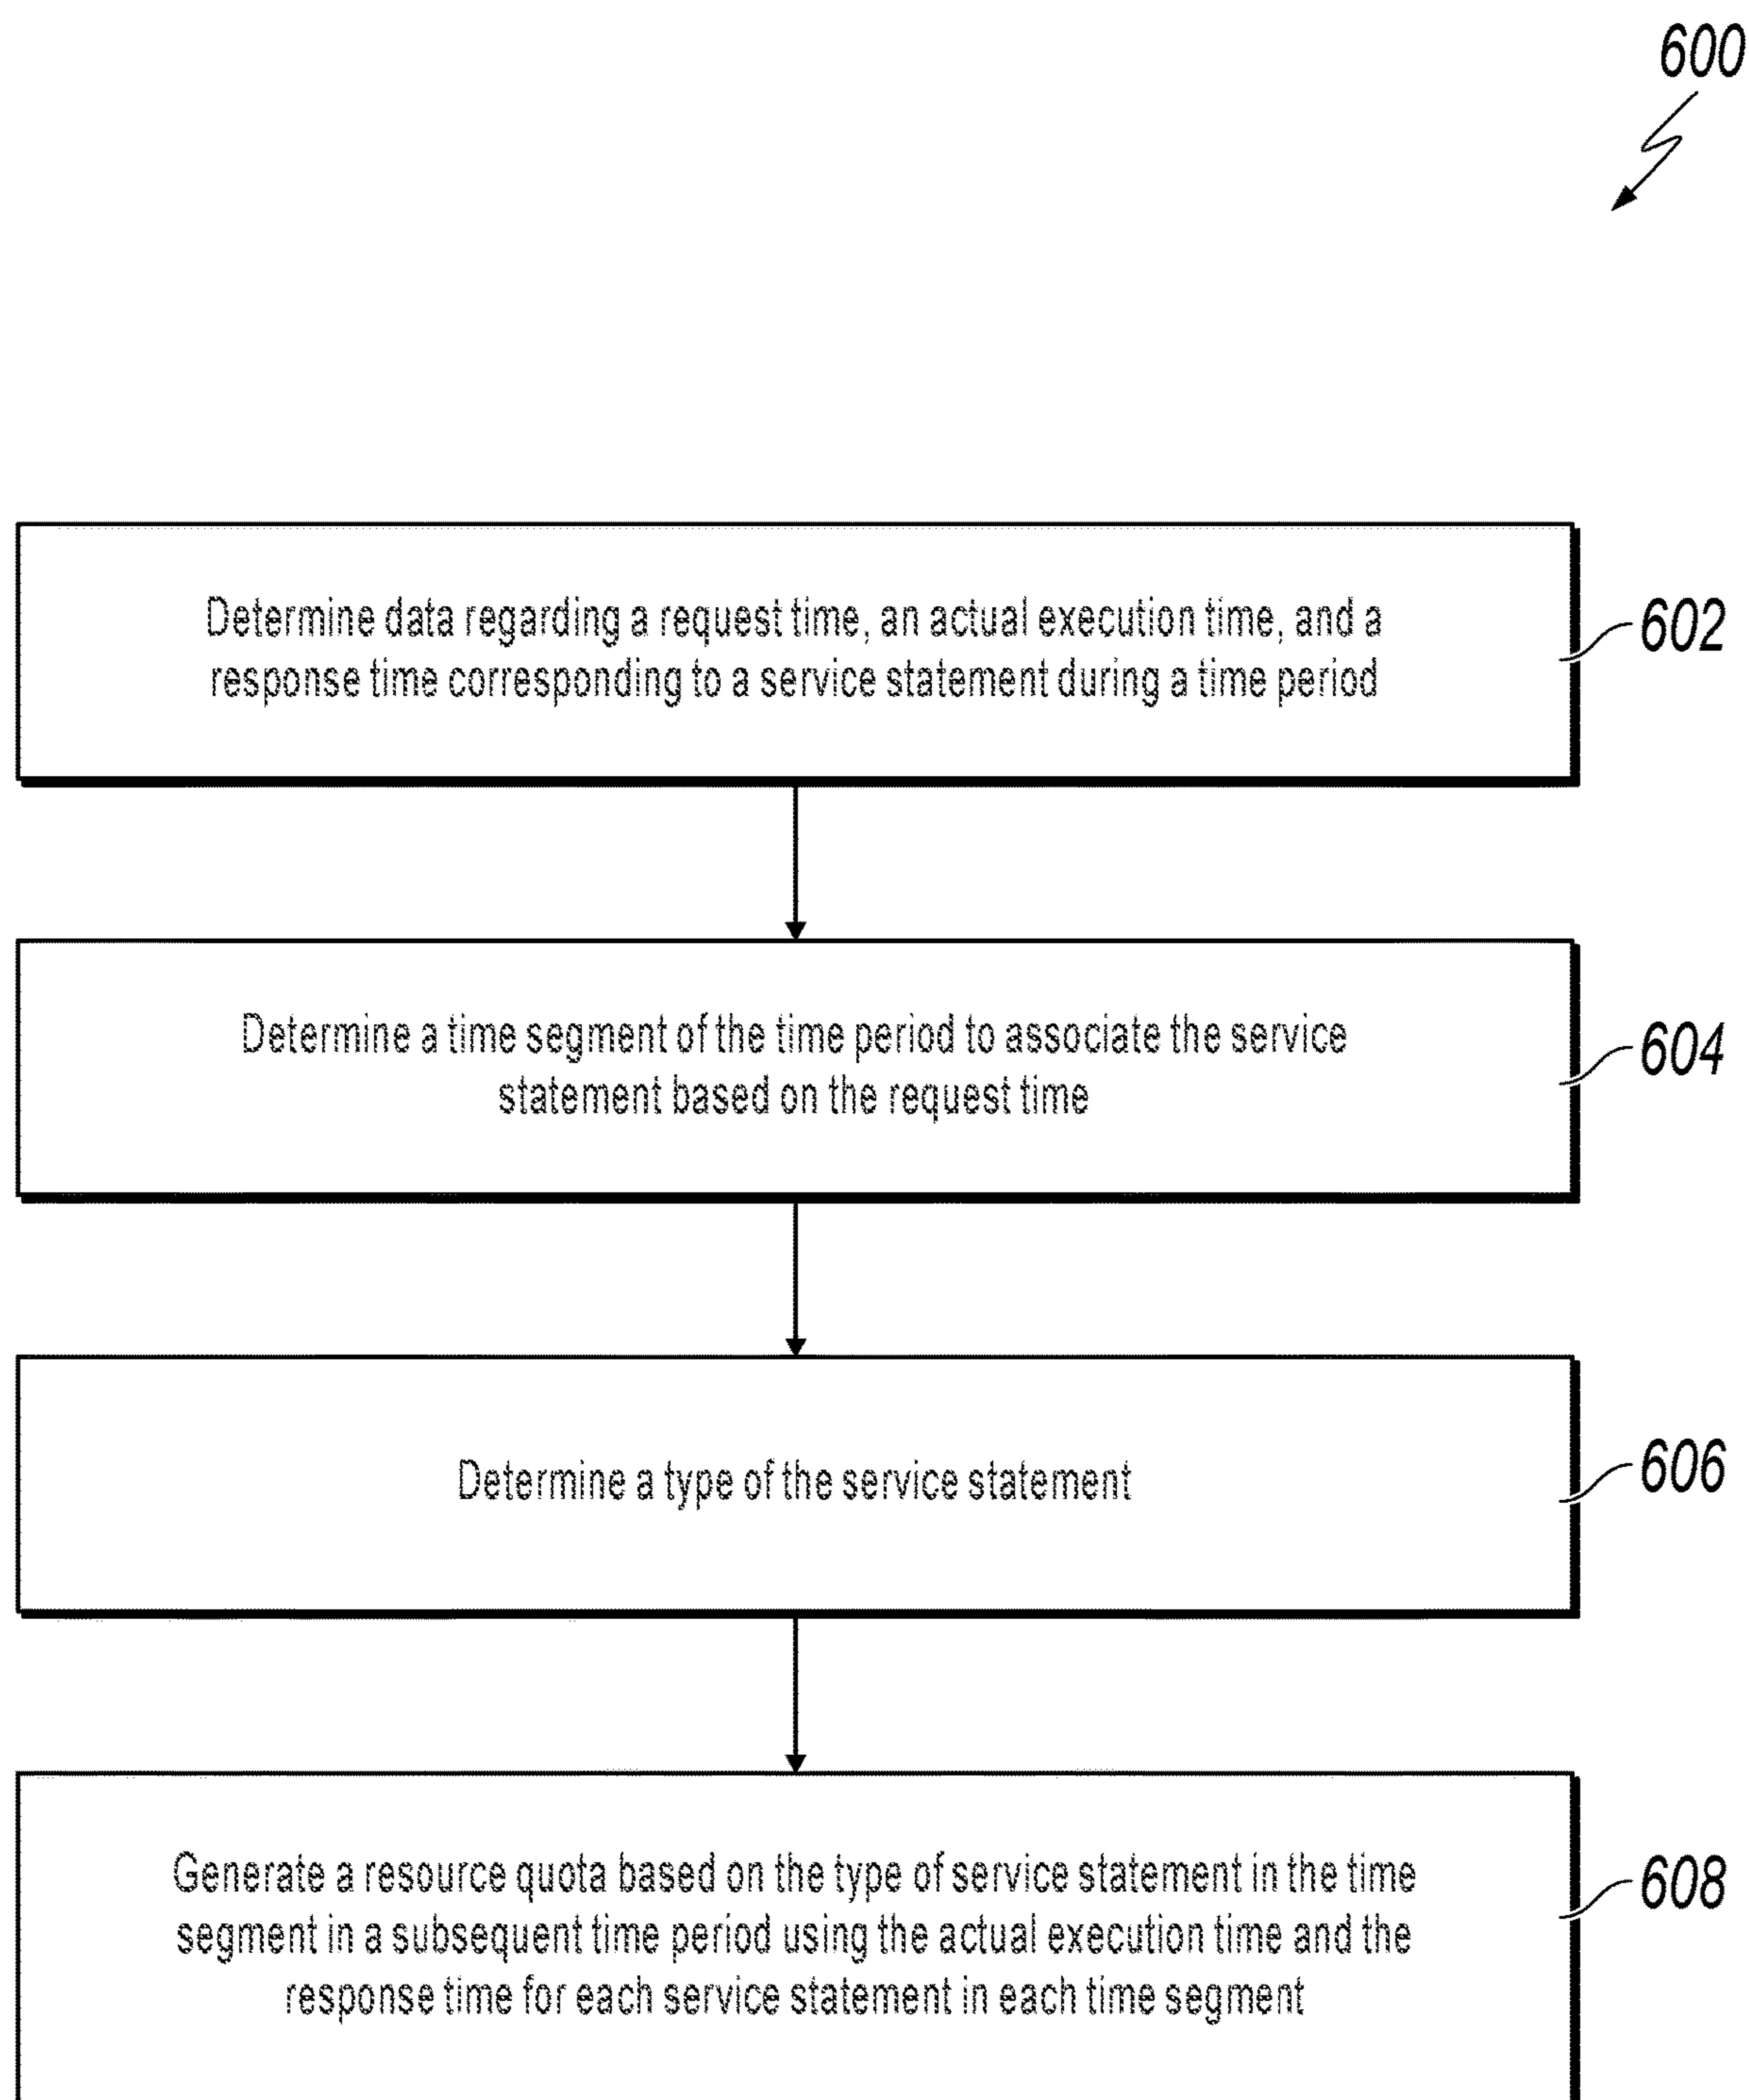 600
Determine data regarding a request time, an actual execution time, and a
response time corresponding to a service statement during a time period
602
Determine a time segment of the time period to associate the service
statement based on the request time
604
Determine a type of the service statement
606
Generate a resource quota based on the type of service statement in the time
segment in a subsequent time period using the actual execution time and the
response time for each service statement in each time segment
608